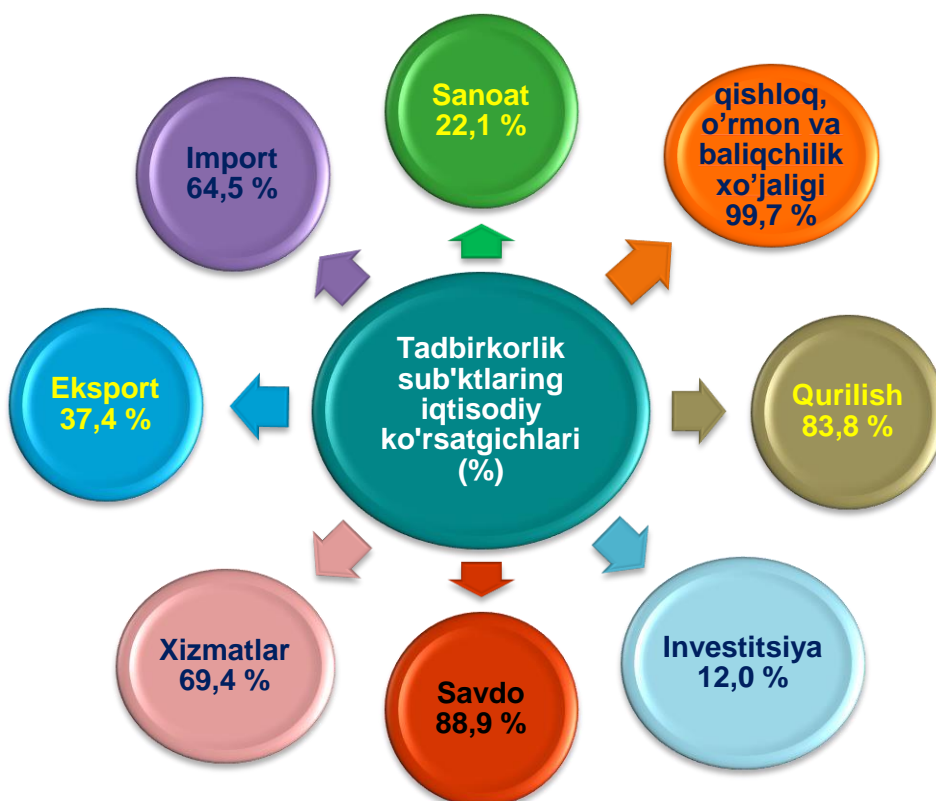 Sanoat
22,1 %
qishloq,
o’rmon va
baliqchilik
xo’jaligi
99,7 %
Qurilish
83,8 %
Investitsiya
12,0 %
Savdo
88,9 %
Xizmatlar
69,4 %
Eksport
37,4 %
Import
64,5 %
Tadbirkorlik
sub'ktlaring
iqtisodiy
ko'rsatgichlari
(%)